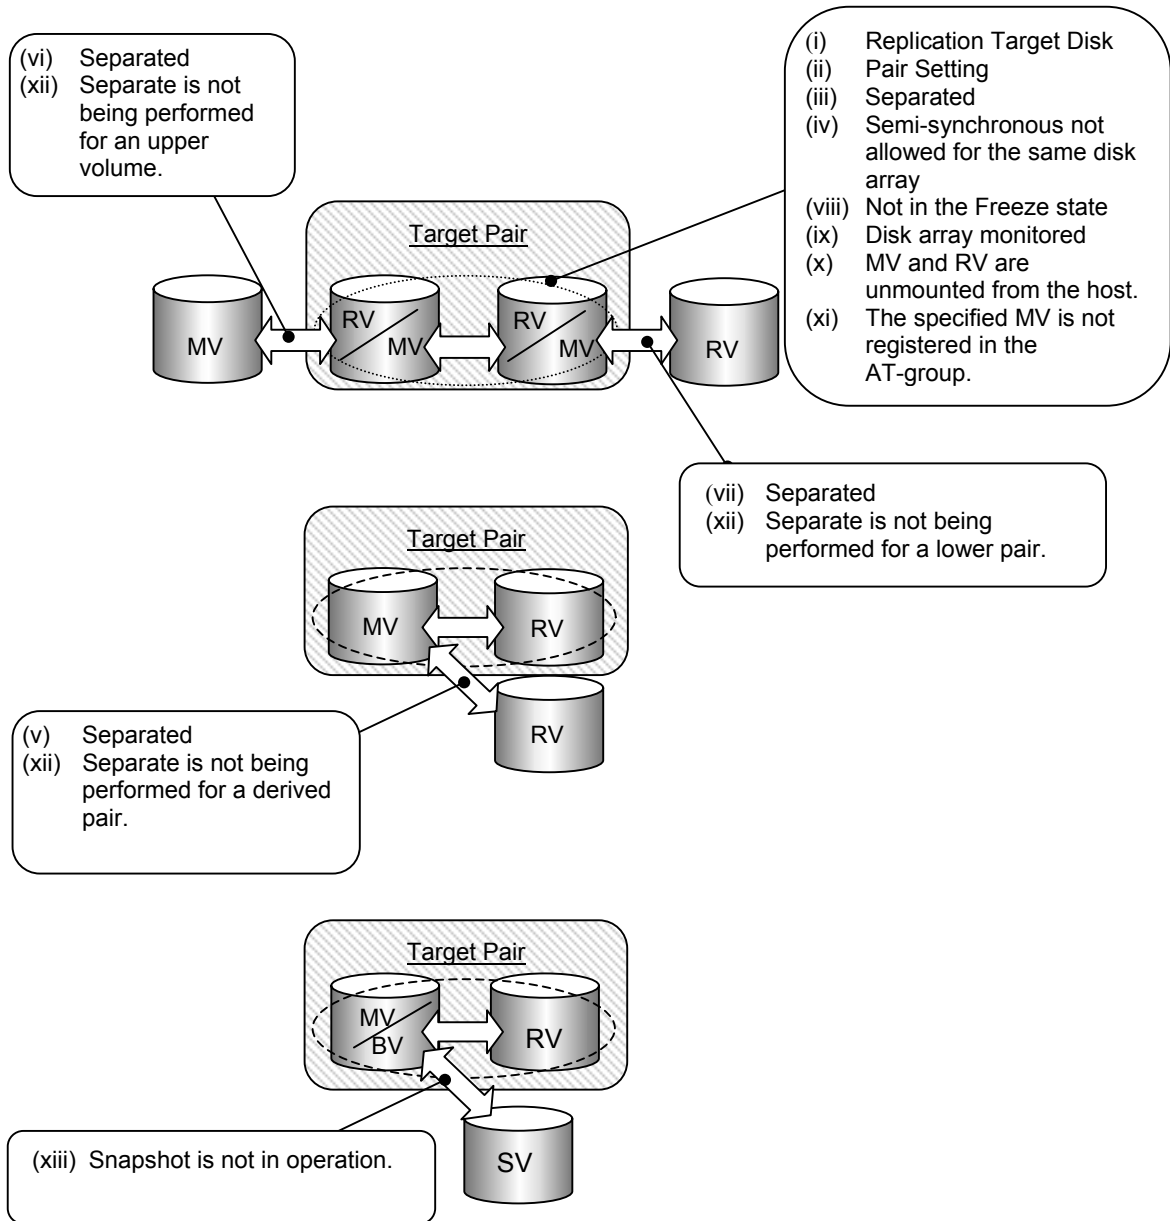 (vi) Separated
(xii) Separate is not
being performed
for an upper
volume.
(i) Replication Target Disk
(ii) Pair Setting
(iii) Separated
(iv) Semi-synchronous not
allowed for the same disk
array
(viii) Not in the Freeze state
(ix) Disk array monitored
(x) MV and RV are
unmounted from the host.
(xi) The specified MV is not
registered in the
AT-group.
Target Pair
MV
RV
MV
RV
MV
RV
(vii) Separated
(xii) Separate is not being
performed for a lower pair.
Target Pair
MV
RV
RV
(v) Separated
(xii) Separate is not being
performed for a derived
pair.
Target Pair
MV
BV
RV
SV
(xiii) Snapshot is not in operation.